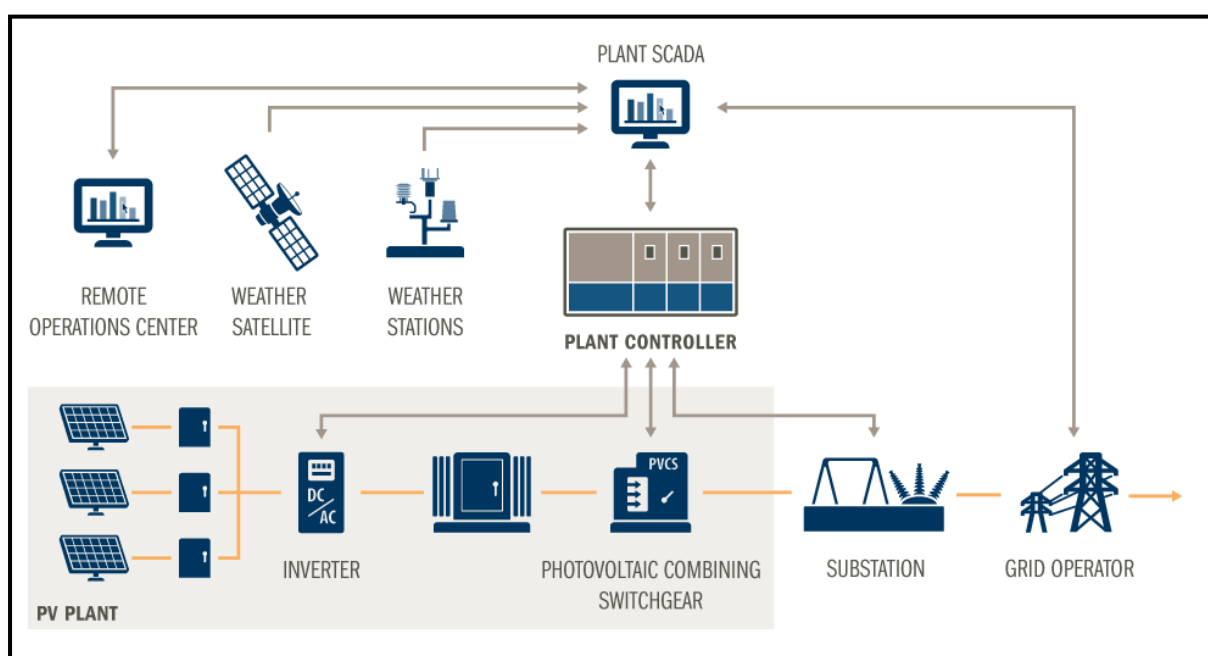 PLANT SCADA
REMOTE
OPERATIONS CENTER
WEATHER
SATELLITE
WEATHER
STATIONS
PLANT CONTROLLER
DC
AC
INVERTER
PVCS
PHOTOVOLTAIC COMBINING
SWITCHGEAR
SUBSTATION
GRID OPERATOR
PV PLANT